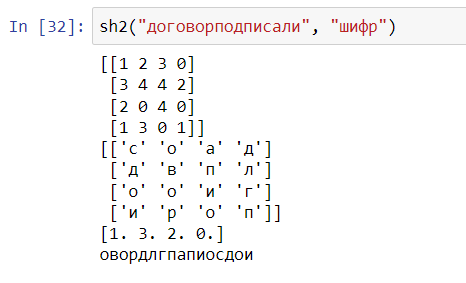 In [32]: sh2("договорподписали", "шифр")
[[1 2 3 0]
[3 4 4 2]
[2 0 4 0]
[1 3 0 1]]
[['с' 'о' 'а' 'д']
['д' 'в' 'п' 'л']
['о' 'о' 'и' 'г']
['и' 'р' 'о' 'п']]
[1. 3. 2. 0.]
овордлгпапиосдои